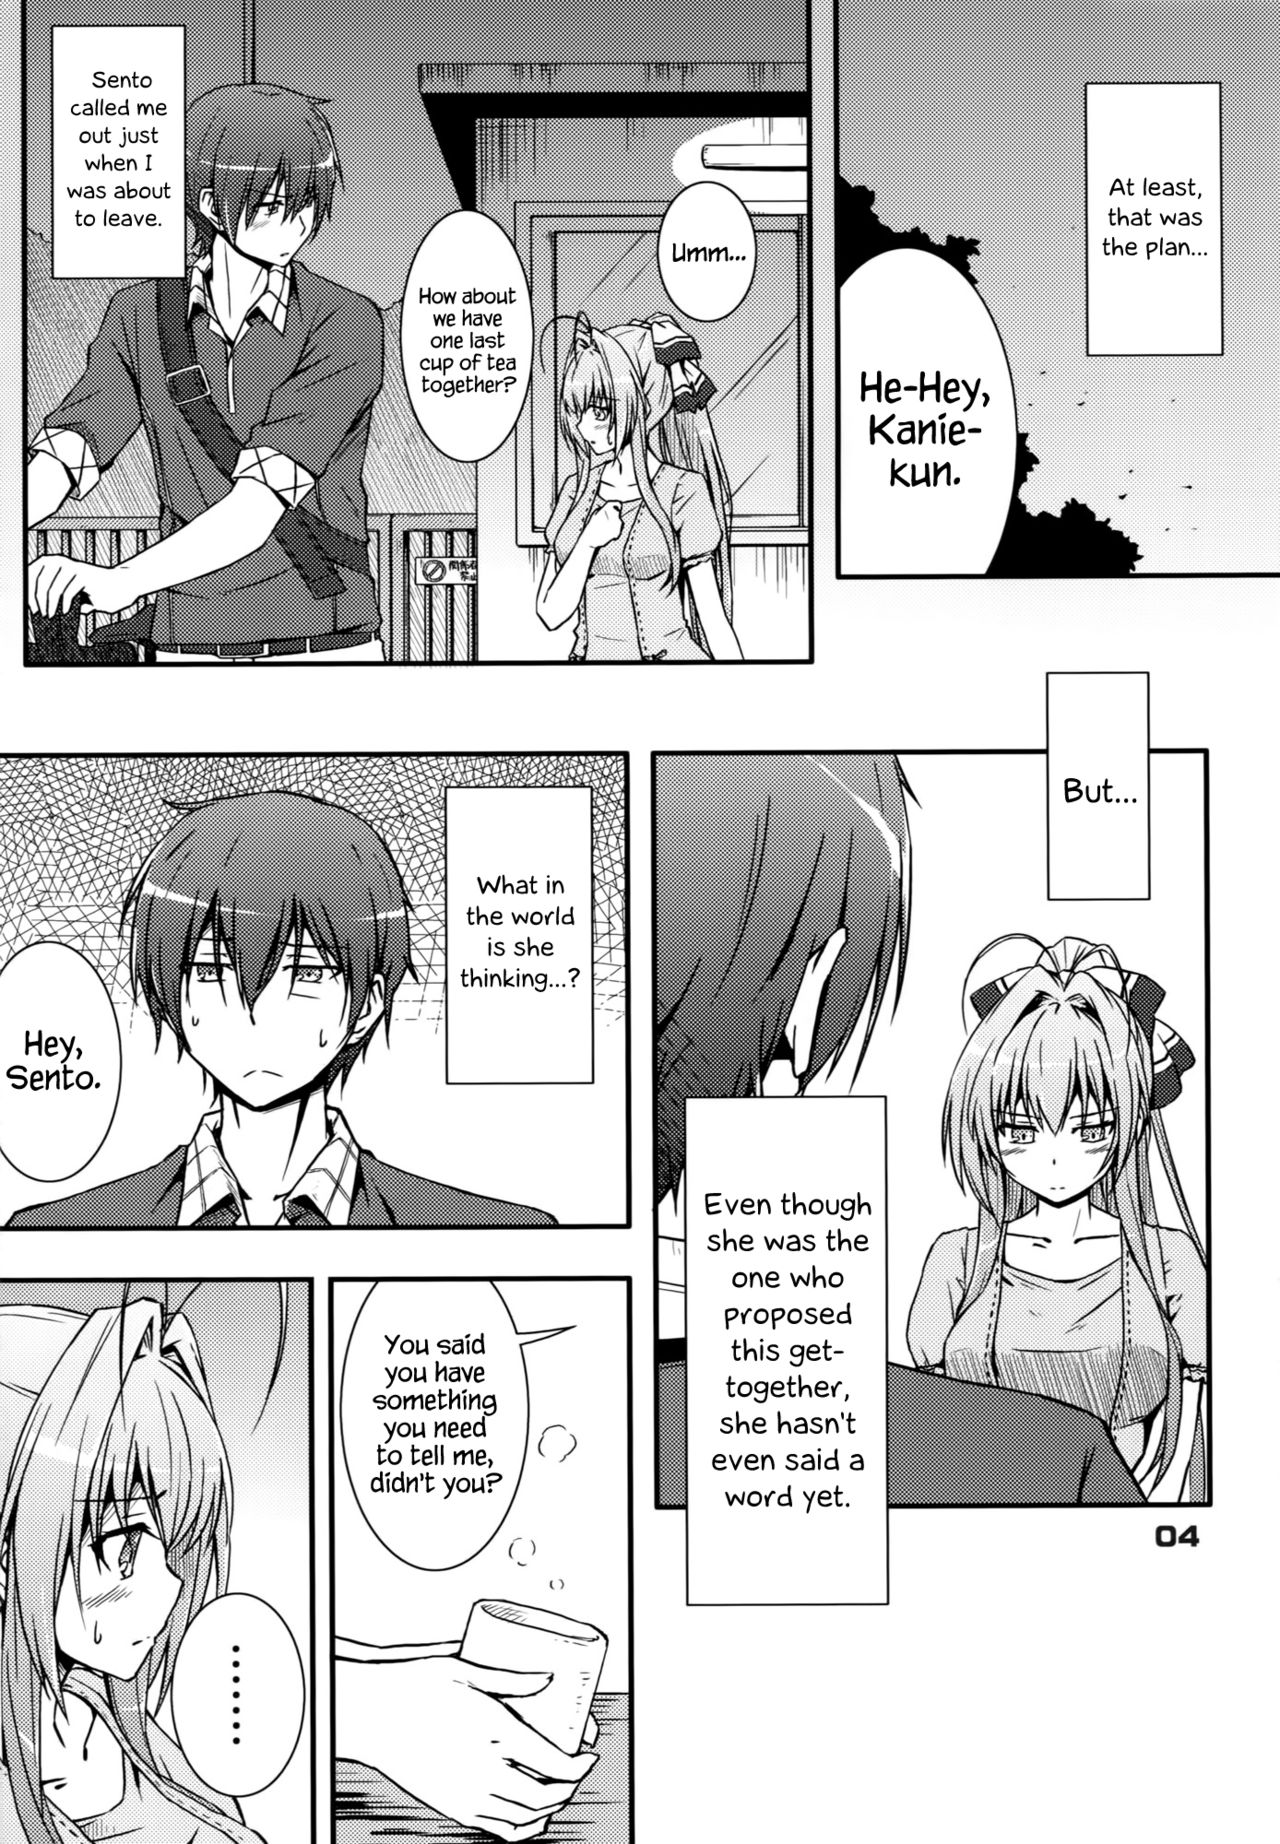 At least,
that was
the plan...
He-Hey,
Kanie-
kun.
Umm...
How about
we have
one last
cup of tea
together?
Sento
called me
out just
when I
was about
to leave.
But...
Even though
she was the
one who
proposed
this get-
together,
she hasn't
even said a
word yet.
What in
the world
is she
thinking...?
Hey,
Sento.
You said
you have
something
you need
to tell me,
didn't you?
......
04